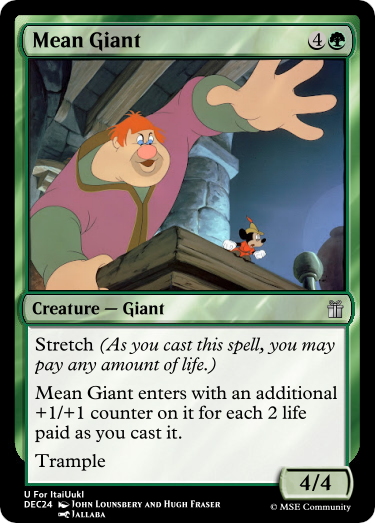 Mean Giant
4
Creature — Giant
Stretch (As you cast this spell, you may
pay any amount of life.)
Mean Giant enters with an additional
+1/+1 counter on it for each 2 life
paid as you cast it.
Trample
4/4
U For ItaiUukI
DEC24 John Lounsbery and Hugh Fraser
Jallaba
© MSE Community